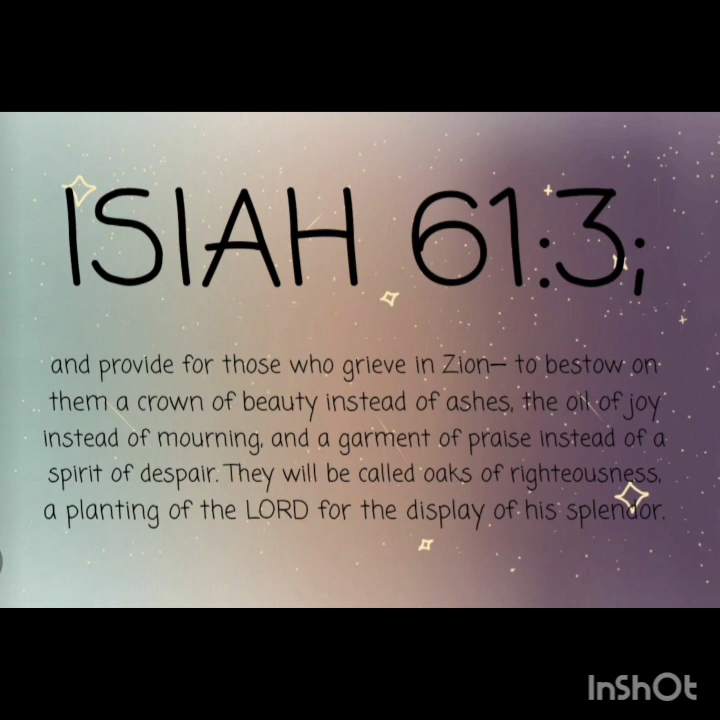 ISIAH 61:3;
and provide for those who grieve in Zion— to bestow on
them a crown of beauty instead of ashes, the oil of joy
instead of mourning, and a garment of praise instead of a
spirit of despair. They will be called oaks of righteousness,
a planting of the LORD for the display of his splendor.
InShOt